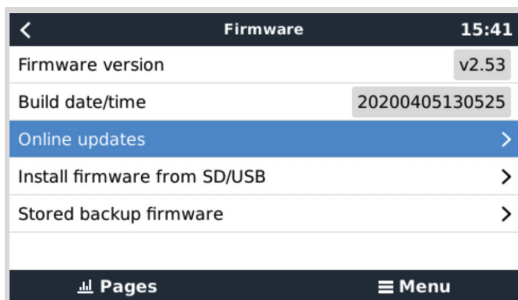 Firmware 15:41
Firmware version v2.53
Build date/time 20200405130525
Online updates
Install firmware from SD/USB
Stored backup firmware
Pages Menu